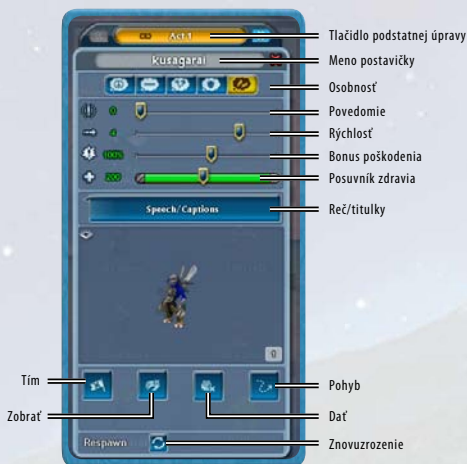 Act 1
Tlačidlo podstatnej úpravy
kusagarai
Meno postavičky
Osobnosť
0
Povedomie
4
Rýchlosť
100%
Bonus poškodenia
200
Posuvník zdravia
Speech/Captions
Reč/titulky
0
Tím
Pohyb
Zobrať
Dať
Respawn
Znovuzrodenie